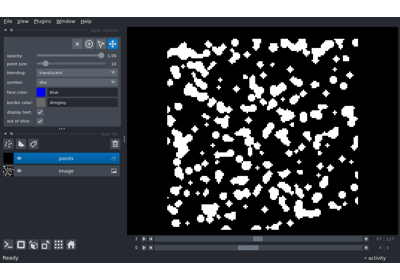 File View Plugins Window Help
opacity: 1.00
point size: 10
blending: translucent
symbol: disc
face color: blue
border color: dimgrey
display text:
out of slice:
points
Image
Ready
activity